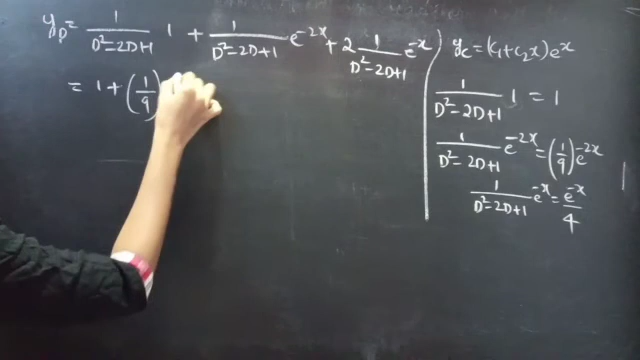 y_p = 1/(D²-2D+1) 1 + 1/(D²-2D+1) e^{-2x} + 2 1/(D²-2D+1) e^{-x}
= 1 + (1/9)
y_c = (c₁+c₂x)e^x
1/(D²-2D+1) 1 = 1
1/(D²-2D+1) e^{-2x} = (1/9)e^{-2x}
1/(D²-2D+1) e^{-x} = e^{-x}/4